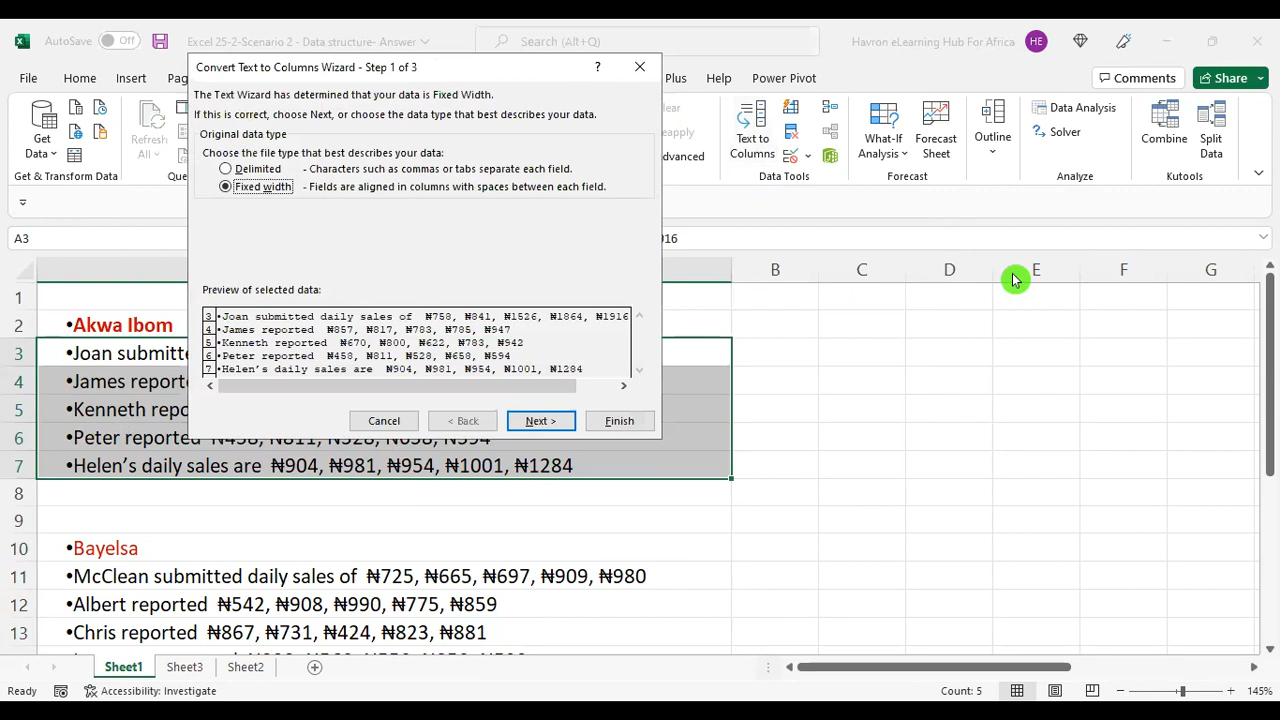 AutoSave Off Excel 25-2-Scenario 2 - Data structure- Answer Search (Alt+Q) Havron eLearning Hub For Africa HE
File Home Insert Plus Help Power Pivot Comments Share
Convert Text to Columns Wizard - Step 1 of 3 ?
The Text Wizard has determined that your data is Fixed Width.
If this is correct, choose Next, or choose the data type that best describes your data.
Original data type
Choose the file type that best describes your data:
Delimited - Characters such as commas or tabs separate each field.
Fixed width - Fields are aligned in columns with spaces between each field.
Preview of selected data:
3 •Joan submitted daily sales of ₦758, ₦841, ₦1526, ₦1864, ₦1916
4 •James reported ₦857, ₦817, ₦783, ₦785, ₦947
5 •Kenneth reported ₦670, ₦800, ₦622, ₦783, ₦942
6 •Peter reported ₦458, ₦811, ₦528, ₦658, ₦594
7 •Helen's daily sales are ₦904, ₦981, ₦954, ₦1001, ₦1284
Cancel < Back Next > Finish
Get Data
Refresh All
Get & Transform Data
Text to Columns
Data Tools
What-If Analysis
Forecast Sheet
Forecast
Outline
Data Analysis
Solver
Analyze
Combine
Split Data
Kutools
A3 916
B C D E F G
1
2 •Akwa Ibom
3 •Joan submitt
4 •James report
5 •Kenneth repo
6 •Peter reported ₦458, ₦811, ₦528, ₦658, ₦594
7 •Helen’s daily sales are ₦904, ₦981, ₦954, ₦1001, ₦1284
8
9
10 •Bayelsa
11 •McClean submitted daily sales of ₦725, ₦665, ₦697, ₦909, ₦980
12 •Albert reported ₦542, ₦908, ₦990, ₦775, ₦859
13 •Chris reported ₦867, ₦731, ₦424, ₦823, ₦881
Sheet1 Sheet3 Sheet2
Ready Accessibility: Investigate Count: 5 145%